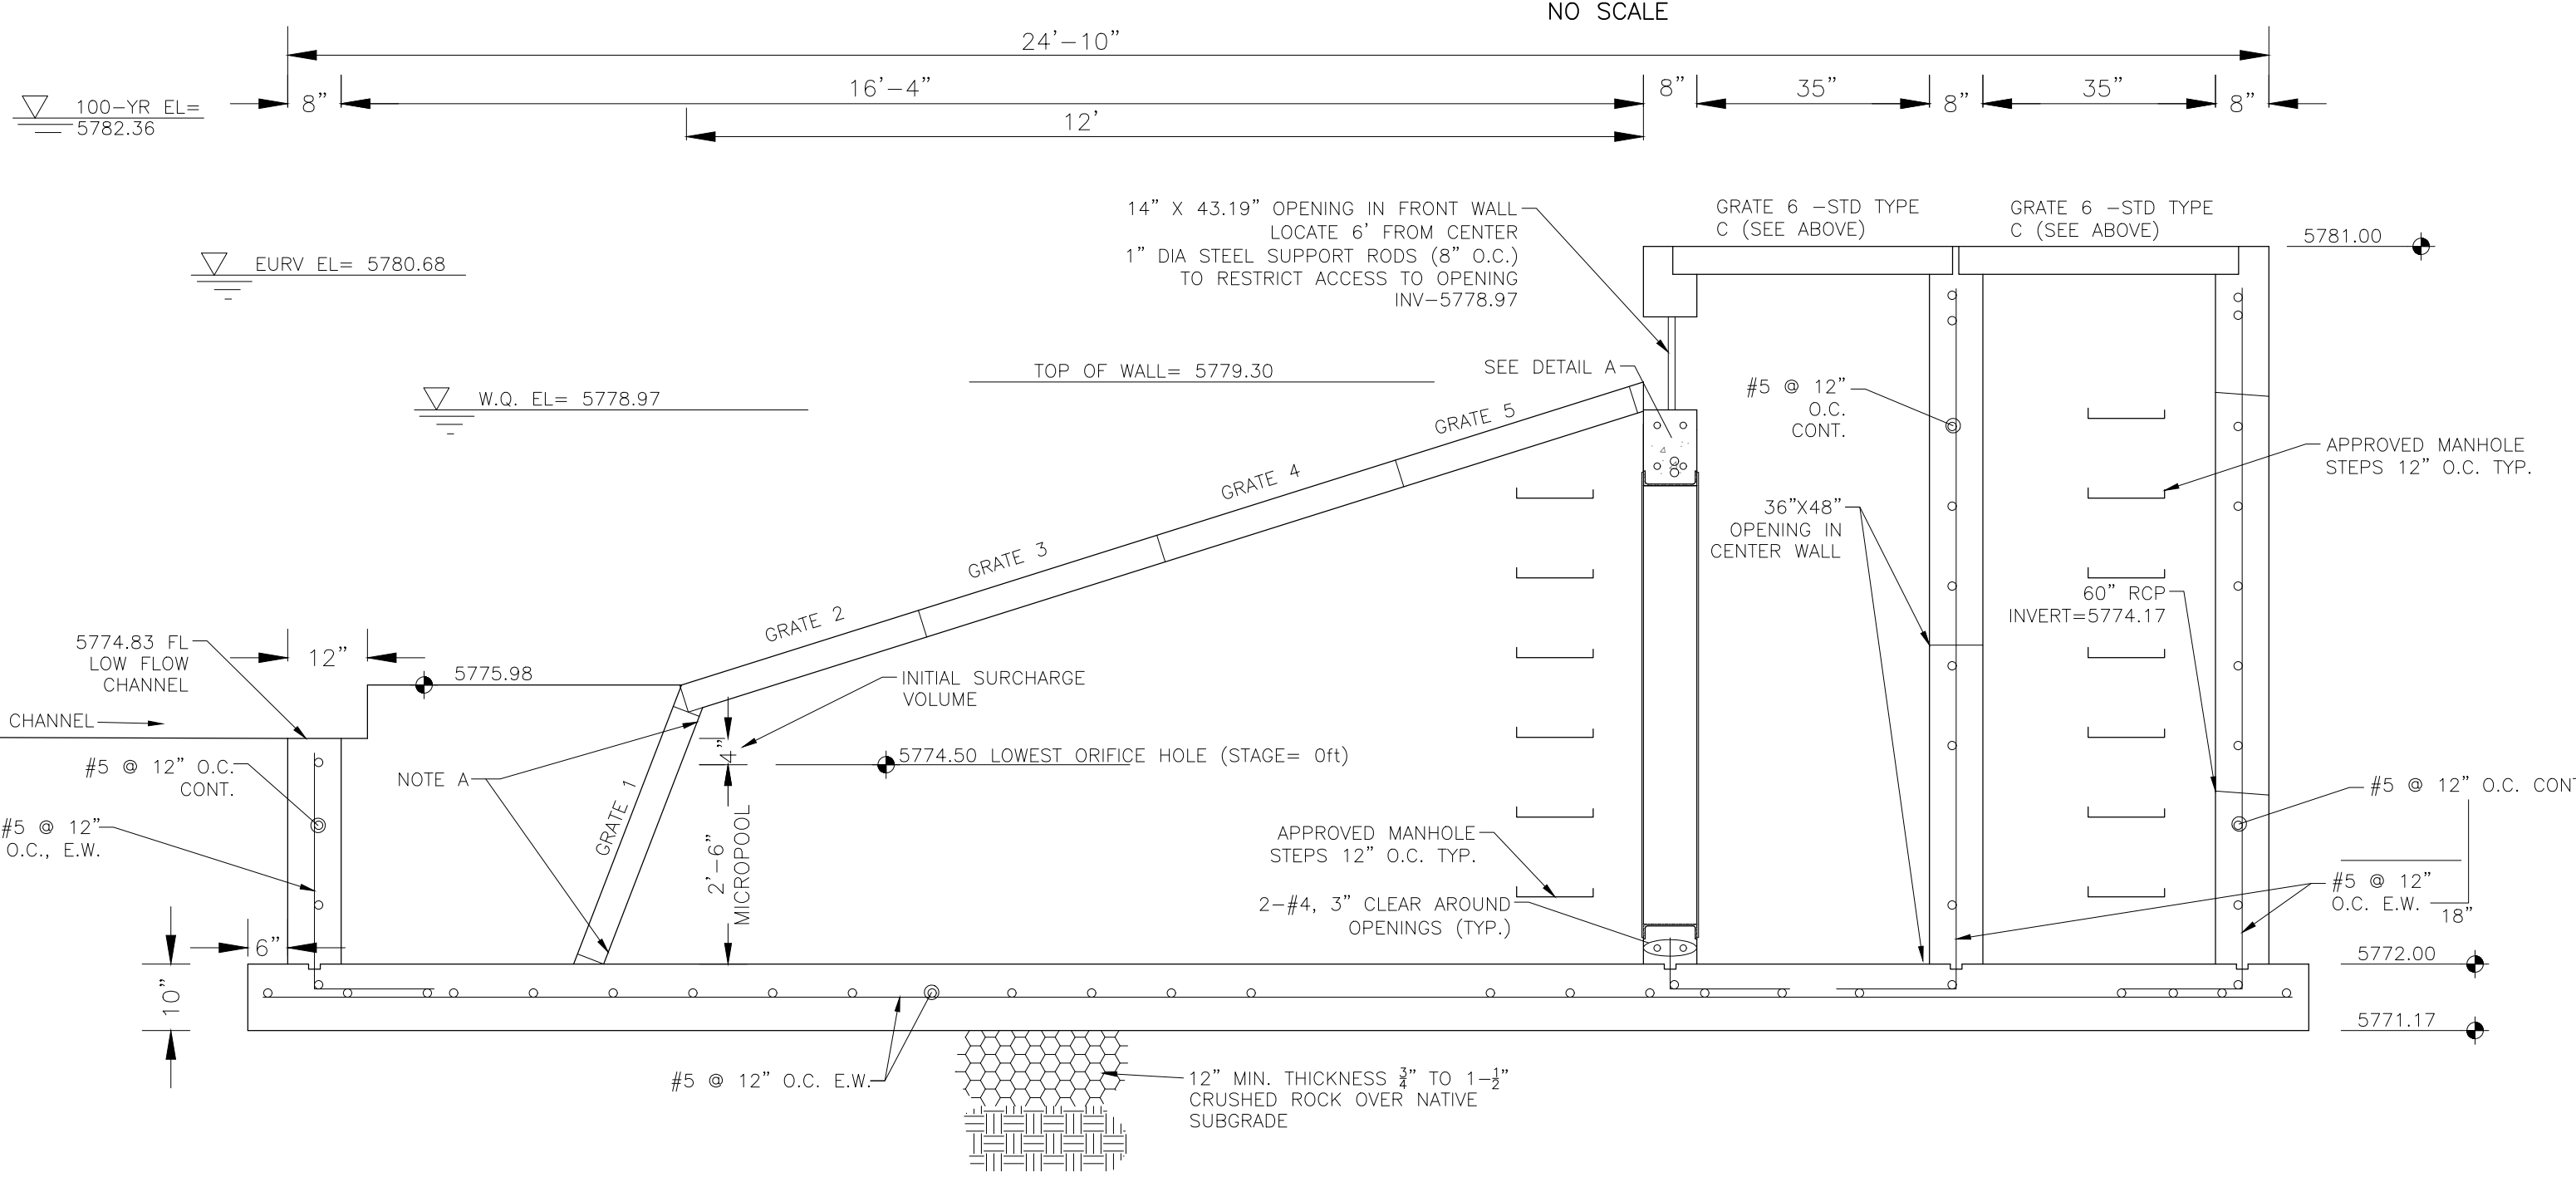 NO SCALE
24'-10"
8"
16'-4"
8"
35"
8"
35"
8"
12'
100-YR EL=
5782.36
14" X 43.19" OPENING IN FRONT WALL
LOCATE 6' FROM CENTER
1" DIA STEEL SUPPORT RODS (8" O.C.)
TO RESTRICT ACCESS TO OPENING
INV-5778.97
GRATE 6 -STD TYPE
C (SEE ABOVE)
GRATE 6 -STD TYPE
C (SEE ABOVE)
5781.00
EURV EL= 5780.68
TOP OF WALL= 5779.30
SEE DETAIL A
W.Q. EL= 5778.97
#5 @ 12"
O.C.
CONT.
GRATE 5
GRATE 4
GRATE 3
GRATE 2
GRATE 1
APPROVED MANHOLE
STEPS 12" O.C. TYP.
36"X48"
OPENING IN
CENTER WALL
60" RCP
INVERT=5774.17
5774.83 FL
LOW FLOW
CHANNEL
12"
5775.98
INITIAL SURCHARGE
VOLUME
CHANNEL
4"
5774.50 LOWEST ORIFICE HOLE (STAGE= 0ft)
#5 @ 12" O.C.
CONT.
NOTE A
#5 @ 12" O.C. CONT
#5 @ 12"
O.C., E.W.
2'-6"
MICROPOOL
APPROVED MANHOLE
STEPS 12" O.C. TYP.
2-#4, 3" CLEAR AROUND
OPENINGS (TYP.)
#5 @ 12"
O.C. E.W.
18"
6"
10"
5772.00
5771.17
#5 @ 12" O.C. E.W.
12" MIN. THICKNESS ¾" TO 1-½"
CRUSHED ROCK OVER NATIVE
SUBGRADE